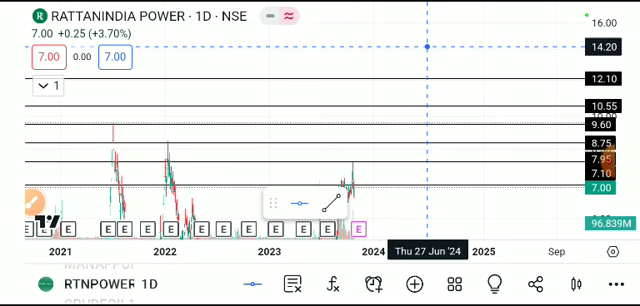 RATTANINDIA POWER · 1D · NSE
7.00 +0.25 (+3.70%)
7.00 0.00 7.00
1
16.00
14.20
12.10
10.55
9.60
8.75
7.95
7.10
7.00
96.839M
E E E E E E E E E E E E
2021 2022 2023 2024 Thu 27 Jun '24 2025 Sep
RTNPOWER 1D